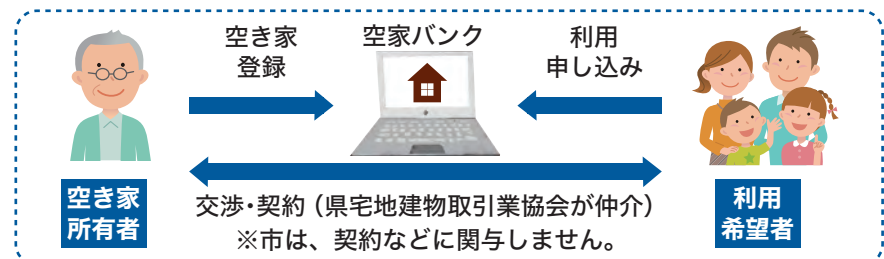 空き家
登録
空家バンク
利用
申し込み
空き家
所有者
交渉・契約（県宅地建物取引業協会が仲介）
※市は、契約などに関与しません。
利用
希望者